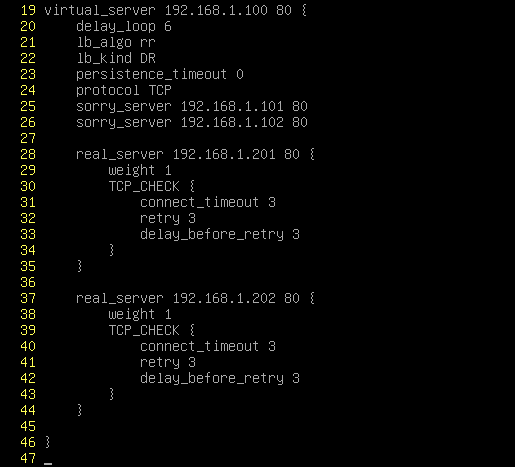 19 virtual_server 192.168.1.100 80 {
20     delay_loop 6
21     lb_algo rr
22     lb_kind DR
23     persistence_timeout 0
24     protocol TCP
25     sorry_server 192.168.1.101 80
26     sorry_server 192.168.1.102 80
27
28     real_server 192.168.1.201 80 {
29         weight 1
30         TCP_CHECK {
31             connect_timeout 3
32             retry 3
33             delay_before_retry 3
34         }
35     }
36
37     real_server 192.168.1.202 80 {
38         weight 1
39         TCP_CHECK {
40             connect_timeout 3
41             retry 3
42             delay_before_retry 3
43         }
44     }
45
46 }
47